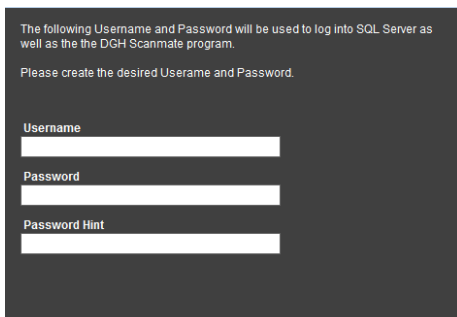 The following Username and Password will be used to log into SQL Server as
well as the the DGH Scanmate program.
Please create the desired Userame and Password.
Username
Password
Password Hint